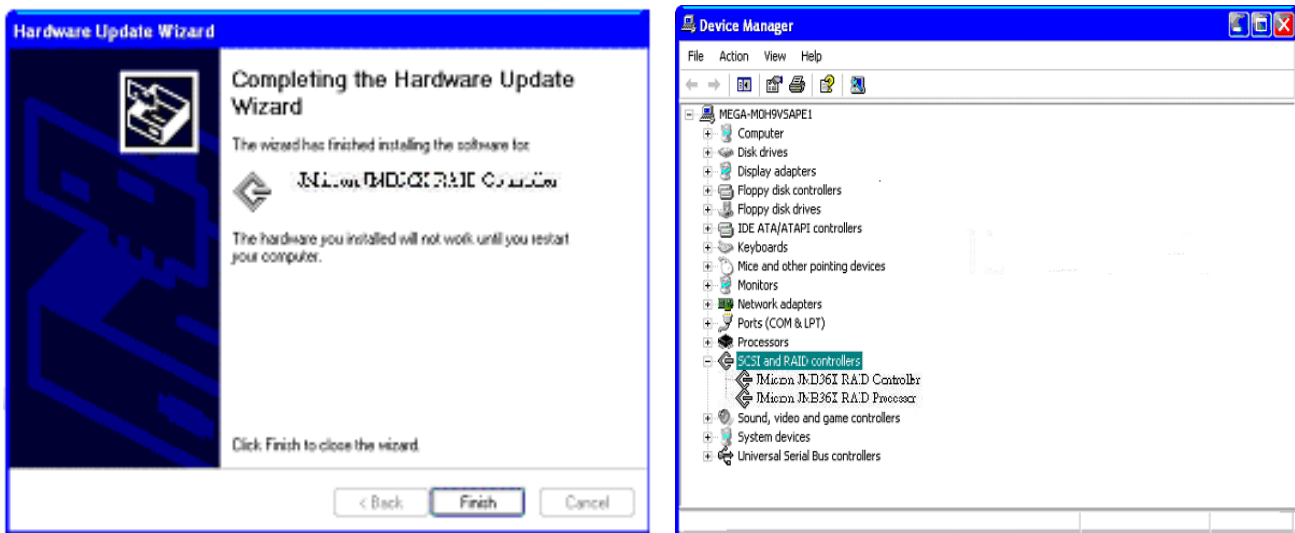 Hardware Update Wizard
Completing the Hardware Update
Wizard
The wizard has finished installing the software for:
RAID
The hardware you installed will not work until you restart
your computer.
Click Finish to close the wizard.
< Back Finish Cancel
Device Manager
File Action View Help
MEGA-M0H9VSAPE1
Computer
Disk drives
Display adapters
Floppy disk controllers
Floppy disk drives
IDE ATA/ATAPI controllers
Keyboards
Mice and other pointing devices
Monitors
Network adapters
Ports (COM & LPT)
Processors
SCSI and RAID controllers
JMicron RAID Controller
JMicron JMB36X RAID Processor
Sound, video and game controllers
System devices
Universal Serial Bus controllers